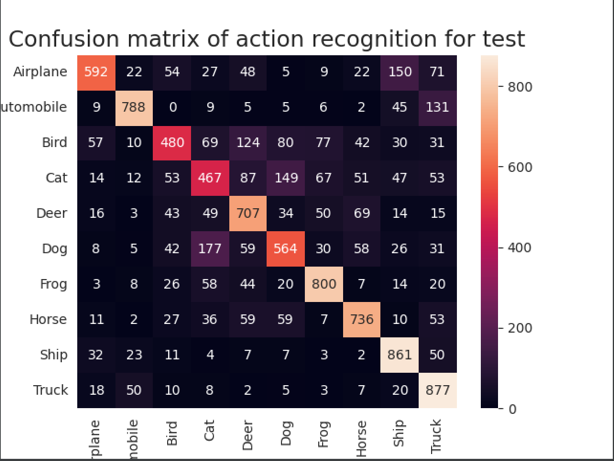 Confusion matrix of action recognition for test
Airplane 592 22 54 27 48 5 9 22 150 71
utomobile 9 788 0 9 5 5 6 2 45 131
Bird 57 10 480 69 124 80 77 42 30 31
Cat 14 12 53 467 87 149 67 51 47 53
Deer 16 3 43 49 707 34 50 69 14 15
Dog 8 5 42 177 59 564 30 58 26 31
Frog 3 8 26 58 44 20 800 7 14 20
Horse 11 2 27 36 59 59 7 736 10 53
Ship 32 23 11 4 7 7 3 2 861 50
Truck 18 50 10 8 2 5 3 7 20 877
rplane mobile Bird Cat Deer Dog Frog Horse Ship Truck
800
600
400
200
0